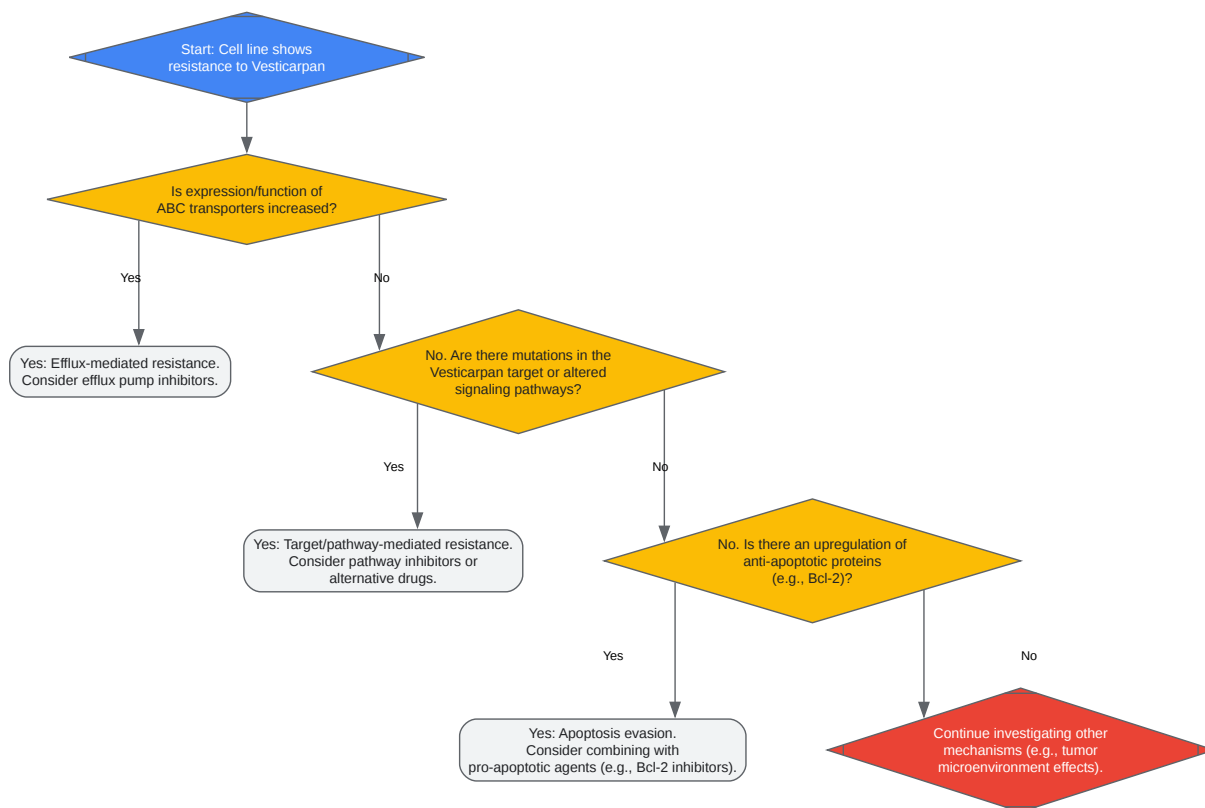 Start: Cell line shows
resistance to Vesticarpan
Is expression/function of
ABC transporters increased?
Yes
No
Yes: Efflux-mediated resistance.
Consider efflux pump inhibitors.
No. Are there mutations in the
Vesticarpan target or altered
signaling pathways?
Yes
No
Yes: Target/pathway-mediated resistance.
Consider pathway inhibitors or
alternative drugs.
No. Is there an upregulation of
anti-apoptotic proteins
(e.g., Bcl-2)?
Yes
No
Yes: Apoptosis evasion.
Consider combining with
pro-apoptotic agents (e.g., Bcl-2 inhibitors).
Continue investigating other
mechanisms (e.g., tumor
microenvironment effects).